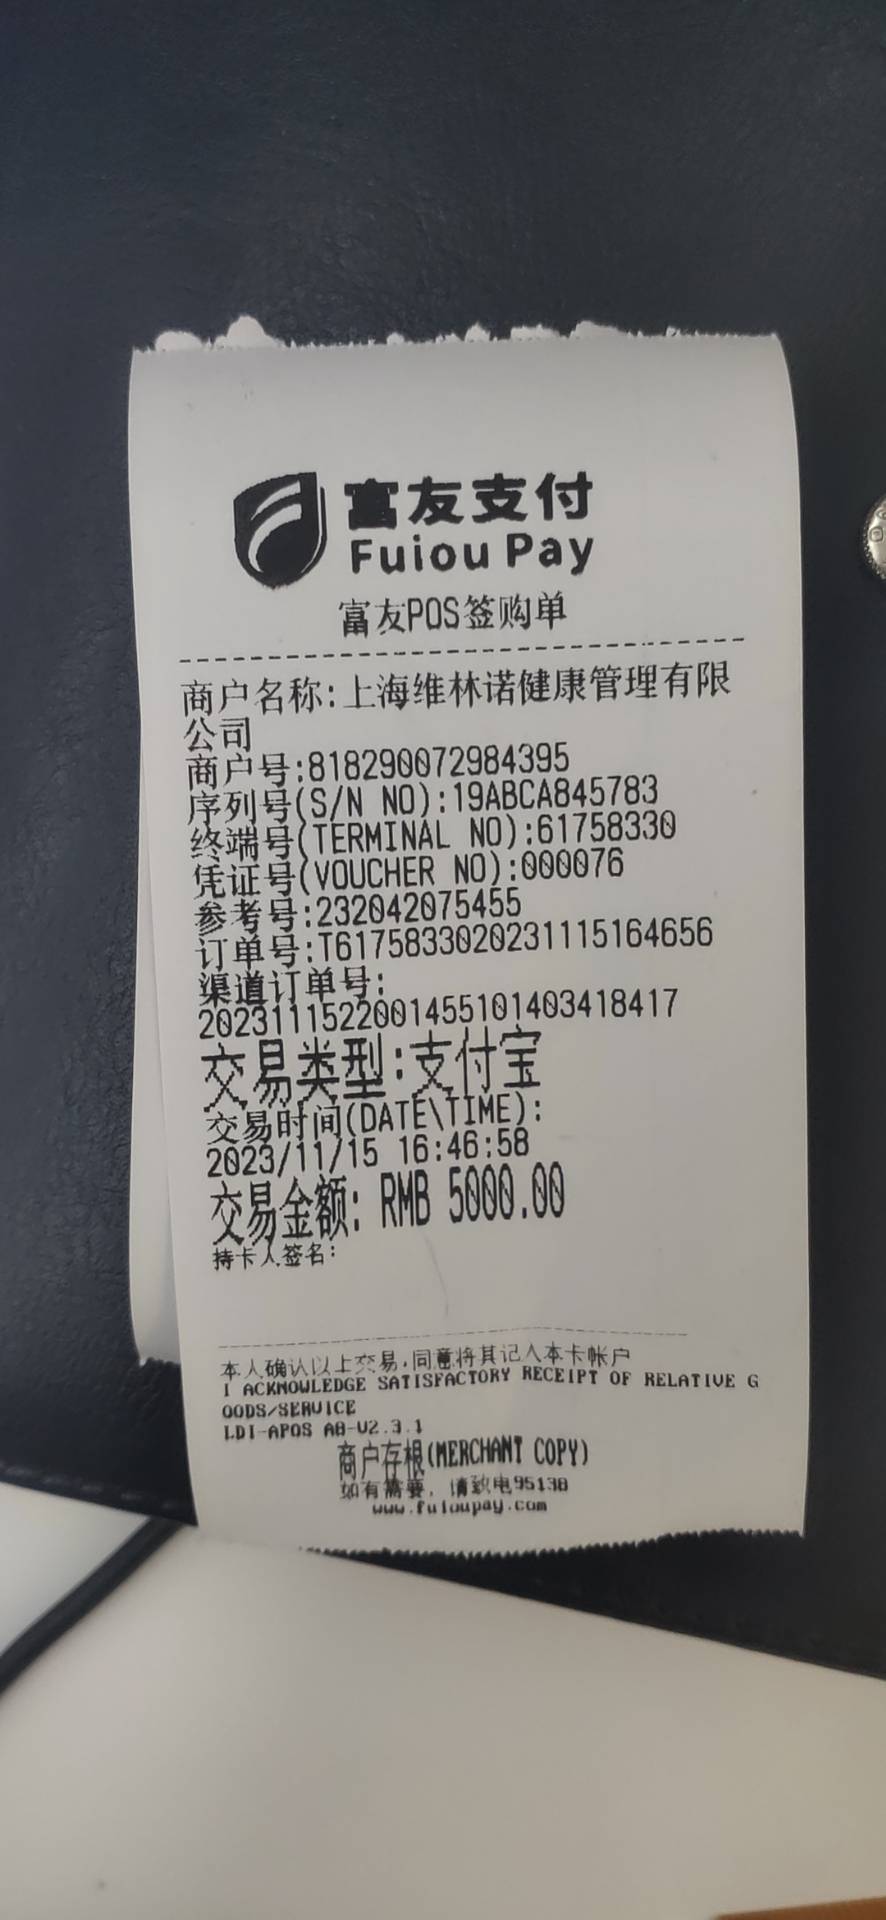 富友支付
Fuiou Pay
富友POS签购单
商户名称:上海维林诺健康管理有限
公司
商户号:818290072984395
序列号(S/N NO):19ABCA845783
终端号(TERMINAL NO):61758330
凭证号(VOUCHER NO):000076
参考号:232042075455
订单号:T6175833020231115164656
渠道订单号:
2023111522001455101403418417
交易类型:支付宝
交易时间(DATE\TIME):
2023/11/15 16:46:58
交易金额: RMB 5000.00
持卡人签名:
本人确认以上交易,同意将其记入本卡帐户
I ACKNOWLEDGE SATISFACTORY RECEIPT OF RELATIVE G
OODS/SERVICE
LDI-APOS A8-V2.3.1
商户存根(MERCHANT COPY)
如有需要, 请致电95138
www.fuioupay.com